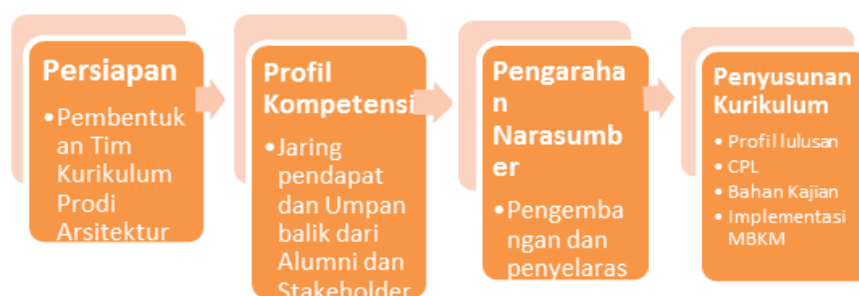 Persiapan
•Pembentuk
an Tim
Kurikulum
Prodi
Arsitektur
Profil
Kompetensi
•Jaring
pendapat
dan Umpan
balik dari
Alumni dan
Stakeholder
Pengaraha
n
Narasumb
er
•Pengemba
ngan dan
penyelaras
Penyusunan
Kurikulum
• Profil lulusan
• CPL
• Bahan Kajian
• Implementasi
MBKM